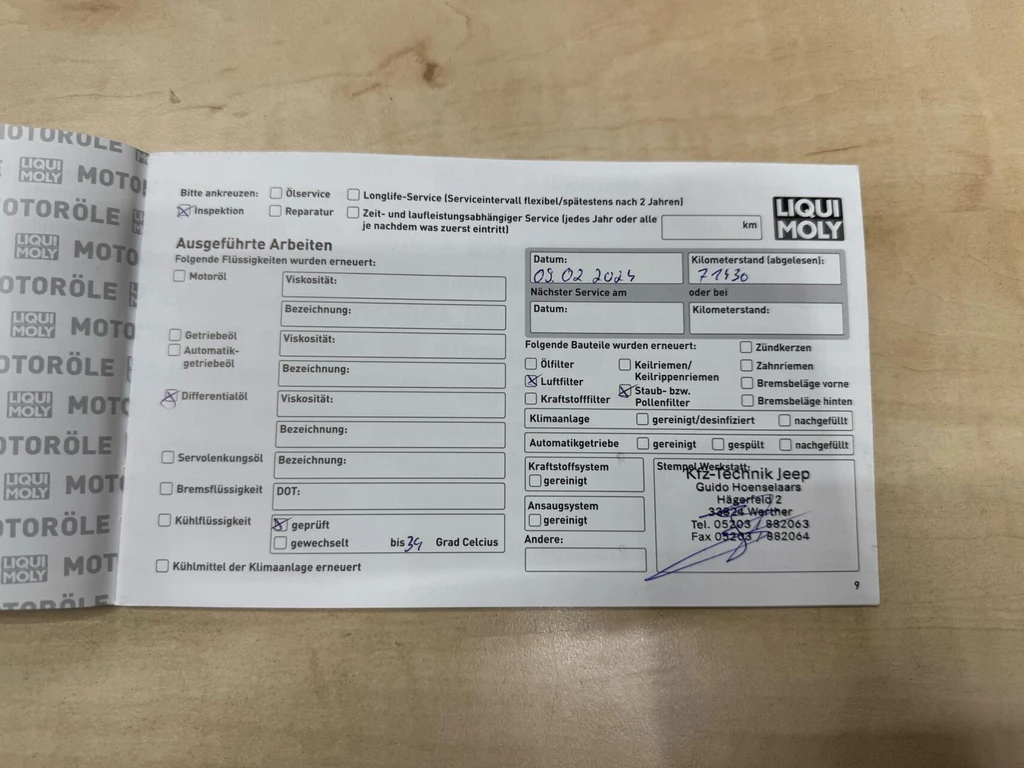 MOTORÖLE
LIQUI MOLY MOTO
OTORÖLE
LIQUI MOLY MOTO
OTORÖLE
LIQUI MOLY MOTO
OTORÖLE
LIQUI MOLY MOTO
OTORÖLE
LIQUI MOLY MOTO
OTORÖLE
LIQUI MOLY MOT
OTORÖLE
Bitte ankreuzen: Ölservice Longlife-Service (Serviceintervall flexibel/spätestens nach 2 Jahren)
Inspektion Reparatur Zeit- und laufleistungsabhängiger Service (jedes Jahr oder alle
je nachdem was zuerst eintritt) km
LIQUI MOLY
Ausgeführte Arbeiten
Folgende Flüssigkeiten wurden erneuert:
Motoröl Viskosität:
Bezeichnung:
Getriebeöl Viskosität:
Automatik-
getriebeöl Bezeichnung:
Differentialöl Viskosität:
Bezeichnung:
Servolenkungsöl Bezeichnung:
Bremsflüssigkeit DOT:
Kühlflüssigkeit geprüft
gewechselt bis 34 Grad Celcius
Kühlmittel der Klimaanlage erneuert
Datum: Kilometerstand (abgelesen):
09.02 2024
Nächster Service am oder bei
Datum: Kilometerstand:
Folgende Bauteile wurden erneuert:
Ölfilter Keilriemen/
Keilrippenriemen
Luftfilter Staub- bzw.
Pollenfilter
Kraftstofffilter
Zündkerzen
Zahnriemen
Bremsbeläge vorne
Bremsbeläge hinten
Klimaanlage gereinigt/desinfiziert nachgefüllt
Automatikgetriebe gereinigt gespült nachgefüllt
Kraftstoffsystem
gereinigt
Ansaugsystem
gereinigt
Andere:
Stempel Werkstatt:
Kfz-Technik Jeep
Guido Hoenselaars
Hägerfeld 2
33824 Werther
Tel. 05203 / 882063
Fax 05203 / 882064
9